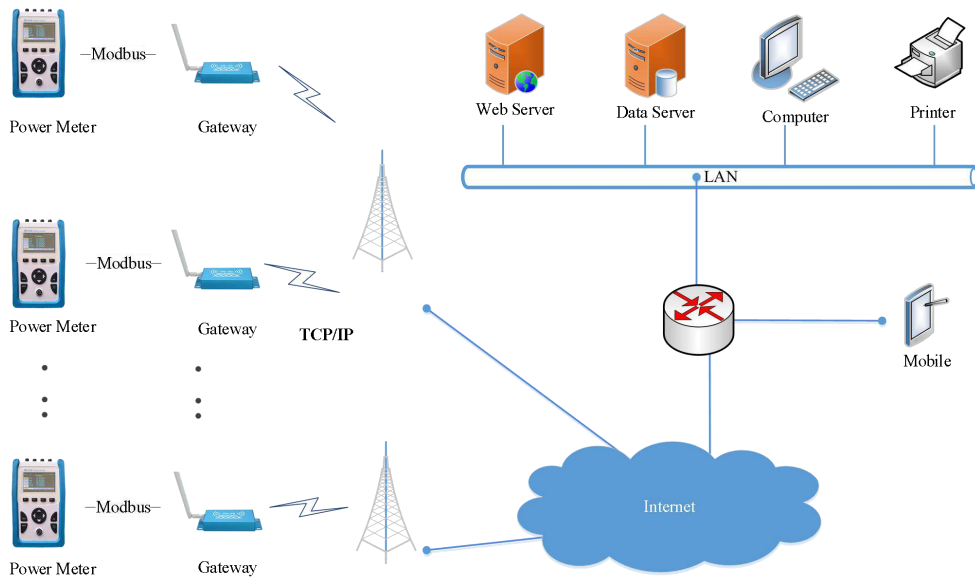 Modbus
Power Meter
Gateway
Web Server
Data Server
Computer
Printer
LAN
Modbus
Power Meter
Gateway
TCP/IP
Mobile
Modbus
Power Meter
Gateway
Internet